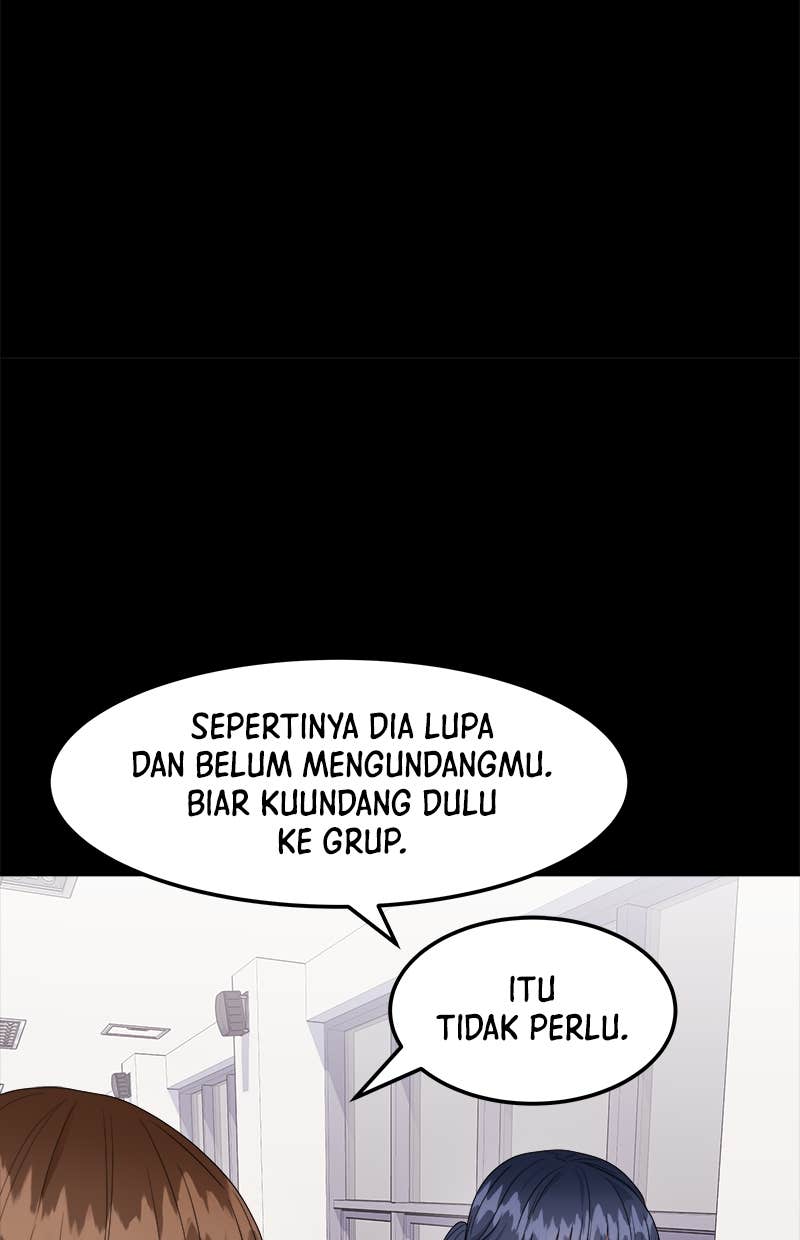 SEPERTINYA DIA LUPA
DAN BELUM MENGUNDANGMU.
BIAR KUUNDANG DULU
KE GRUP.
ITU
TIDAK PERLU.